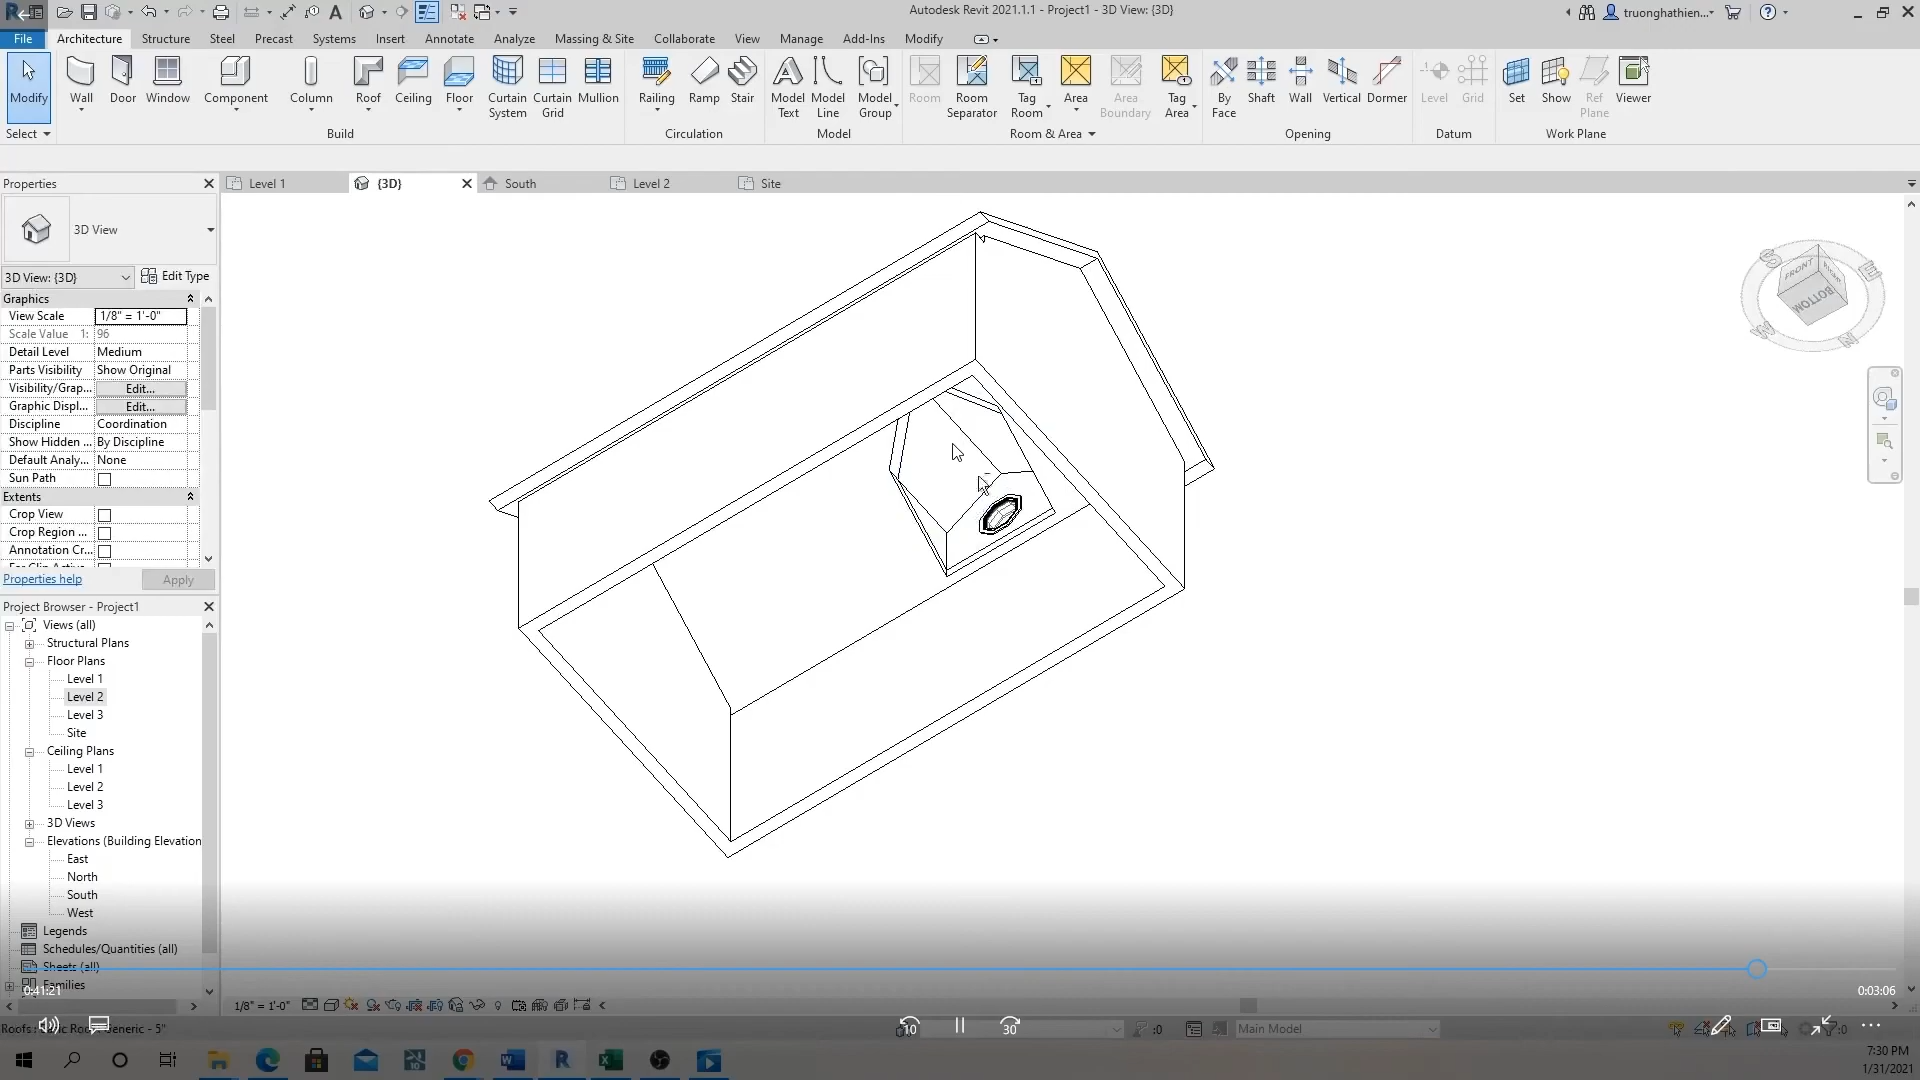 Autodesk Revit 2021.1.1 - Project1 - 3D View: {3D}
truonghathien...
File Architecture Structure Steel Precast Systems Insert Annotate Analyze Massing & Site Collaborate View Manage Add-Ins Modify
Modify Wall Door Window Component Column Roof Ceiling Floor Curtain System Curtain Grid Mullion Railing Ramp Stair Model Text Model Line Model Group Room Room Separator Tag Room Area Area Boundary Tag Area By Face Shaft Wall Vertical Dormer Level Grid Set Show Ref Plane Viewer
Select Build Circulation Model Room & Area Opening Datum Work Plane
Properties
Level 1 {3D} South Level 2 Site
3D View
3D View: {3D} Edit Type
Graphics
View Scale 1/8" = 1'-0"
Scale Value 1: 96
Detail Level Medium
Parts Visibility Show Original
Visibility/Grap... Edit...
Graphic Displ... Edit...
Discipline Coordination
Show Hidden ... By Discipline
Default Analy... None
Sun Path
Extents
Crop View
Crop Region ...
Annotation Cr...
Properties help Apply
Project Browser - Project1
Views (all)
Structural Plans
Floor Plans
Level 1
Level 2
Level 3
Site
Ceiling Plans
Level 1
Level 2
Level 3
3D Views
Elevations (Building Elevation
East
North
South
West
Legends
Schedules/Quantities (all)
Sheets (all)
Families
S E FRONT BOTTOM W N
0:41:21
0:03:06
1/8" = 1'-0"
10 30
:0 Main Model :0
7:30 PM
1/31/2021